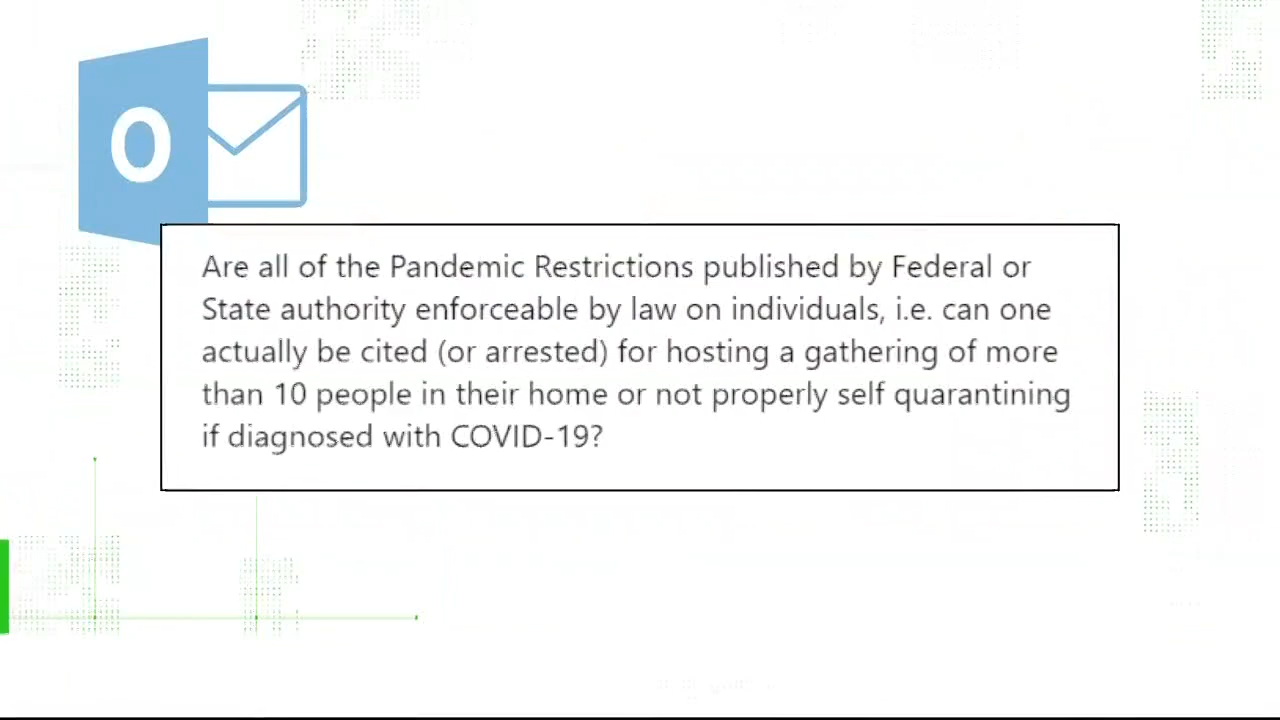 O
Are all of the Pandemic Restrictions published by Federal or
State authority enforceable by law on individuals, i.e. can one
actually be cited (or arrested) for hosting a gathering of more
than 10 people in their home or not properly self quarantining
if diagnosed with COVID-19?